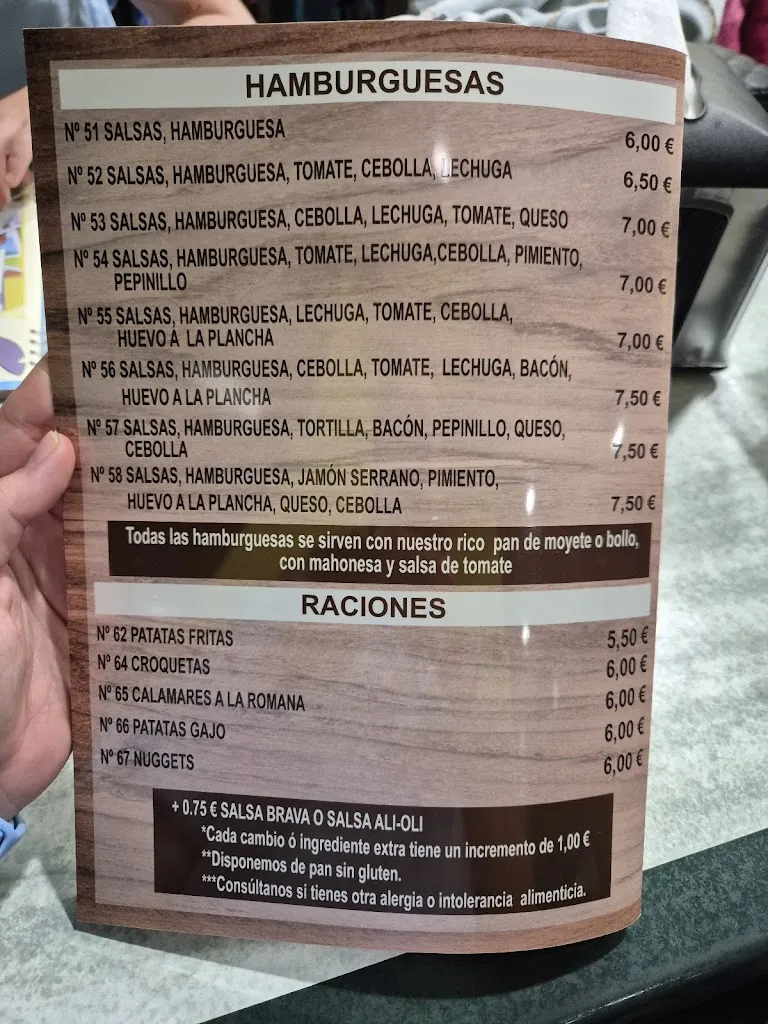 HAMBURGUESAS
Nº 51 SALSAS, HAMBURGUESA 6,00 €
Nº 52 SALSAS, HAMBURGUESA, TOMATE, CEBOLLA, LECHUGA 6,50 €
Nº 53 SALSAS, HAMBURGUESA, CEBOLLA, LECHUGA, TOMATE, QUESO 7,00 €
Nº 54 SALSAS, HAMBURGUESA, TOMATE, LECHUGA,CEBOLLA, PIMIENTO,
PEPINILLO 7,00 €
Nº 55 SALSAS, HAMBURGUESA, LECHUGA, TOMATE, CEBOLLA,
HUEVO A LA PLANCHA 7,00 €
Nº 56 SALSAS, HAMBURGUESA, CEBOLLA, TOMATE, LECHUGA, BACÓN,
HUEVO A LA PLANCHA 7,50 €
Nº 57 SALSAS, HAMBURGUESA, TORTILLA, BACÓN, PEPINILLO, QUESO,
CEBOLLA 7,50 €
Nº 58 SALSAS, HAMBURGUESA, JAMÓN SERRANO, PIMIENTO,
HUEVO A LA PLANCHA, QUESO, CEBOLLA 7,50 €
Todas las hamburguesas se sirven con nuestro rico pan de moyete o bollo,
con mahonesa y salsa de tomate
RACIONES
Nº 62 PATATAS FRITAS 5,50 €
Nº 64 CROQUETAS 6,00 €
Nº 65 CALAMARES A LA ROMANA 6,00 €
Nº 66 PATATAS GAJO 6,00 €
Nº 67 NUGGETS 6,00 €
+ 0.75 € SALSA BRAVA O SALSA ALI-OLI
*Cada cambio ó ingrediente extra tiene un incremento de 1,00 €
**Disponemos de pan sin gluten.
***Consúltanos si tienes otra alergia o intolerancia alimenticia.